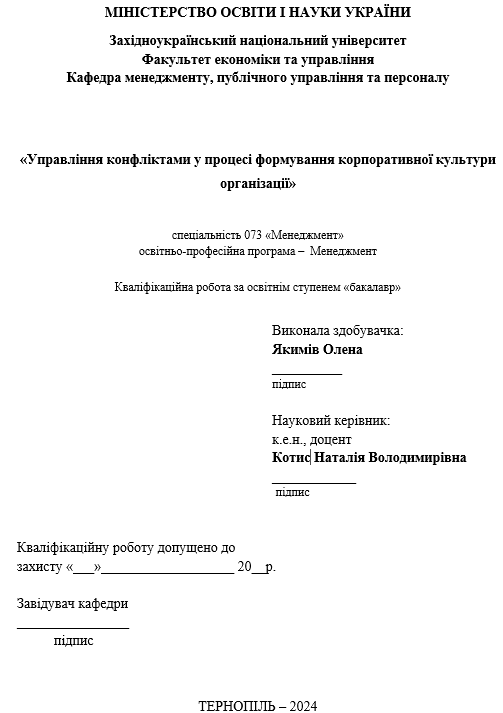 МІНІСТЕРСТВО ОСВІТИ І НАУКИ УКРАЇНИ
Західноукраїнський національний університет
Факультет економіки та управління
Кафедра менеджменту, публічного управління та персоналу
«Управління конфліктами у процесі формування корпоративної культури
організації»
спеціальність 073 «Менеджмент»
освітньо-професійна програма – Менеджмент
Кваліфікаційна робота за освітнім ступенем «бакалавр»
Виконала здобувачка:
Якимів Олена
__________
підпис
Науковий керівник:
к.е.н., доцент
Котис Наталія Володимирівна
____________
підпис
Кваліфікаційну роботу допущено до
захисту «___»___________________ 20__р.
Завідувач кафедри
________________
підпис
ТЕРНОПІЛЬ – 2024